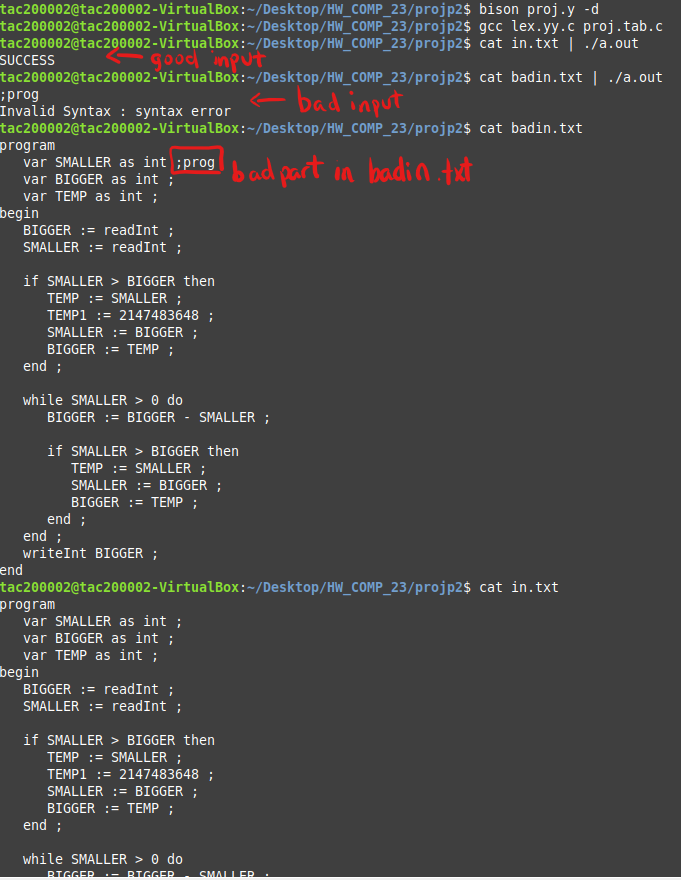 tac200002@tac200002-VirtualBox:~/Desktop/HW_COMP_23/projp2$ bison proj.y -d
tac200002@tac200002-VirtualBox:~/Desktop/HW_COMP_23/projp2$ gcc lex.yy.c proj.tab.c
tac200002@tac200002-VirtualBox:~/Desktop/HW_COMP_23/projp2$ cat in.txt | ./a.out
SUCCESS ← good input
tac200002@tac200002-VirtualBox:~/Desktop/HW_COMP_23/projp2$ cat badin.txt | ./a.out
;prog
Invalid Syntax : syntax error ← bad input
tac200002@tac200002-VirtualBox:~/Desktop/HW_COMP_23/projp2$ cat badin.txt
program
   var SMALLER as int ;prog bad part in badin.txt
   var BIGGER as int ;
   var TEMP as int ;
begin
   BIGGER := readInt ;
   SMALLER := readInt ;

   if SMALLER > BIGGER then
      TEMP := SMALLER ;
      TEMP1 := 2147483648 ;
      SMALLER := BIGGER ;
      BIGGER := TEMP ;
   end ;

   while SMALLER > 0 do
      BIGGER := BIGGER - SMALLER ;

      if SMALLER > BIGGER then
         TEMP := SMALLER ;
         SMALLER := BIGGER ;
         BIGGER := TEMP ;
      end ;
   end ;
   writeInt BIGGER ;
end
tac200002@tac200002-VirtualBox:~/Desktop/HW_COMP_23/projp2$ cat in.txt
program
   var SMALLER as int ;
   var BIGGER as int ;
   var TEMP as int ;
begin
   BIGGER := readInt ;
   SMALLER := readInt ;

   if SMALLER > BIGGER then
      TEMP := SMALLER ;
      TEMP1 := 2147483648 ;
      SMALLER := BIGGER ;
      BIGGER := TEMP ;
   end ;

   while SMALLER > 0 do
      BIGGER := BIGGER - SMALLER ;